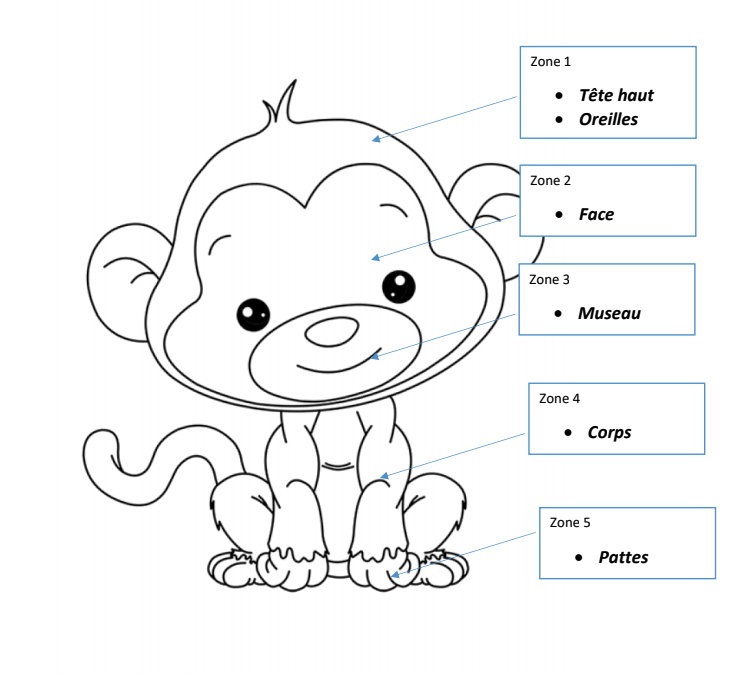 Zone 1
• Tête haut
• Oreilles
Zone 2
• Face
Zone 3
• Museau
Zone 4
• Corps
Zone 5
• Pattes